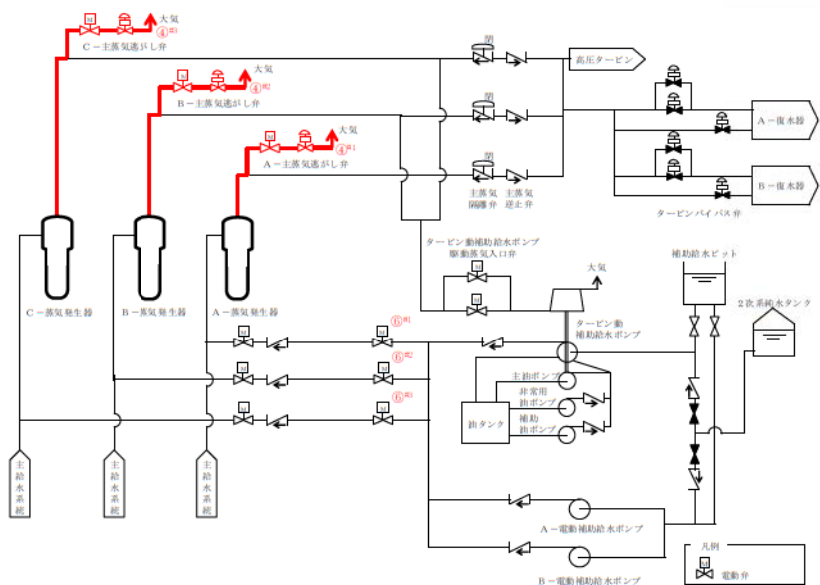 大気
④#3
C－主蒸気逃がし弁
大気
④#2
B－主蒸気逃がし弁
大気
④#1
A－主蒸気逃がし弁
閉
高圧タービン
閉
閉
主蒸気
隔離弁
主蒸気
逆止弁
A－復水器
B－復水器
タービンバイパス弁
タービン動補助給水ポンプ
駆動蒸気入口弁
大気
補助給水ピット
2次系純水タンク
C－蒸気発生器
B－蒸気発生器
A－蒸気発生器
⑥#1
⑥#2
⑥#3
タービン動
補助給水ポンプ
主油ポンプ
非常用
油ポンプ
補助
油ポンプ
油タンク
主給水系統
主給水系統
主給水系統
A－電動補助給水ポンプ
B－電動補助給水ポンプ
凡例
M
電動弁